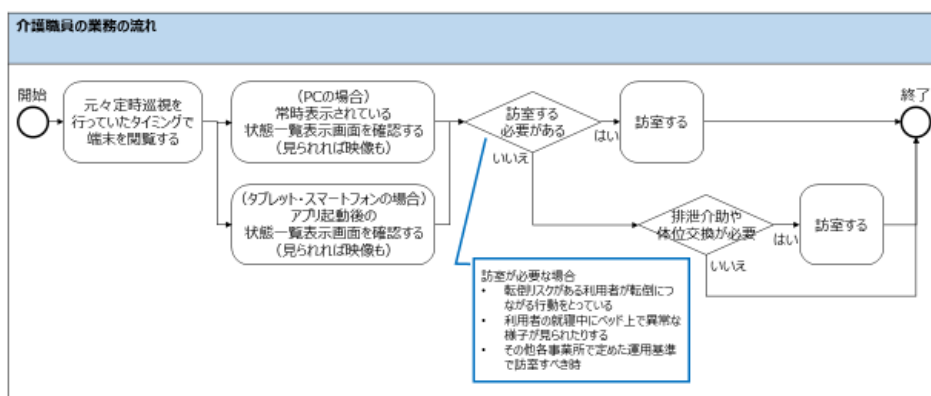 介護職員の業務の流れ
開始
元々定時巡視を
行っていたタイミングで
端末を閲覧する
（PCの場合）
常時表示されている
状態一覧表示画面を確認する
（見られれば映像も）
（タブレット・スマートフォンの場合）
アプリ起動後の
状態一覧表示画面を確認する
（見られれば映像も）
訪室する
必要がある
はい
いいえ
訪室する
終了
排泄介助や
体位交換が必要
はい
いいえ
訪室する
訪室が必要な場合
• 転倒リスクがある利用者が転倒につ
ながる行動をとっている
• 利用者の就寝中にベッド上で異常な
様子が見られたりする
• その他各事業所で定めた運用基準
で訪室すべき時